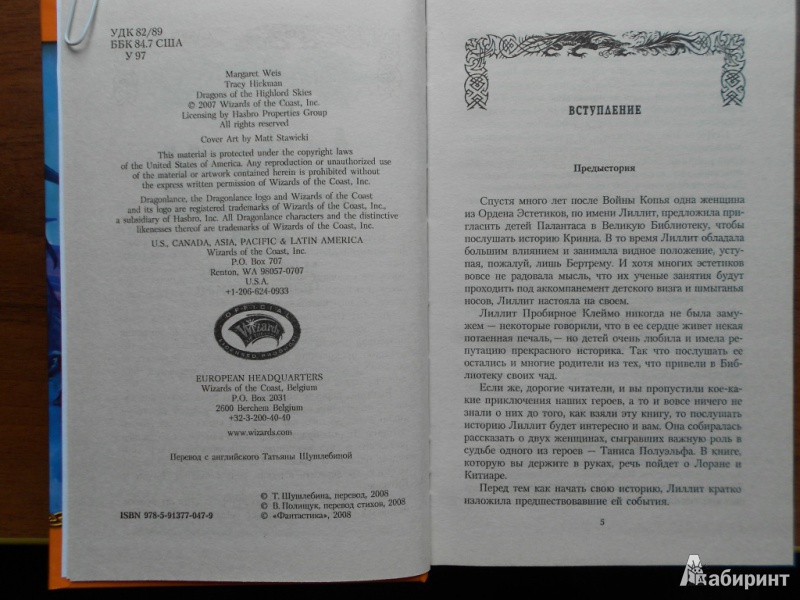 УДК 82/89
ББК 84.7 США
У 97
Margaret Weis
Tracy Hickman
Dragons of the Highlord Skies
© 2007 Wizards of the Coast, Inc.
Licensing by Hasbro Properties Group
All rights reserved
Cover Art by Matt Stawicki
This material is protected under the copyright laws
of the United States of America. Any reproduction or unauthorized use
of the material or artwork contained herein is prohibited without
the express written permission of Wizards of the Coast, Inc.
Dragonlance, the Dragonlance logo and Wizards of the Coast
and its logo are registered trademarks of Wizards of the Coast, Inc.,
a subsidiary of Hasbro, Inc. All Dragonlance characters and the distinctive
likenesses thereof are trademarks of Wizards of the Coast, Inc.
U.S., CANADA, ASIA, PACIFIC & LATIN AMERICA
Wizards of the Coast, Inc.
P.O. Box 707
Renton, WA 98057-0707
U.S.A.
+1-206-624-0933
OFFICIAL
Wizards
LICENSED PRODUCT
EUROPEAN HEADQUARTERS
Wizards of the Coast, Belgium
P.O. Box 2031
2600 Berchem Belgium
+32-3-200-40-40
www.wizards.com
Перевод с английского Татьяны Шушлебиной
© Т. Шушлебина, перевод, 2008
© В. Полищук, перевод стихов, 2008
ISBN 978-5-91377-047-9
© «Фантастика», 2008
ВСТУПЛЕНИЕ
Предыстория
Спустя много лет после Войны Копья одна женщина
из Ордена Эстетиков, по имени Лиллит, предложила при-
гласить детей Палантаса в Великую Библиотеку, чтобы
послушать историю Кринна. В то время Лиллит обладала
большим влиянием и занимала видное положение, усту-
пая, пожалуй, лишь Бертрему. И хотя многих эстетиков
вовсе не радовала мысль, что их ученые занятия будут
проходить под аккомпанемент детского визга и шмыганья
носов, Лиллит настояла на своем.
Лиллит Пробирное Клеймо никогда не была заму-
жем — некоторые говорили, что в ее сердце живет некая
потаенная печаль, — но детей очень любила и имела ре-
путацию прекрасного историка. Так что послушать ее
остались и многие родители из тех, что привели в Биб-
лиотеку своих чад.
Если же, дорогие читатели, и вы пропустили кое-ка-
кие приключения наших героев, а то и вовсе ничего не
знали о них до того, как взяли эту книгу, то послушать
историю Лиллит будет интересно и вам. Она собиралась
рассказать о двух женщинах, сыгравших важную роль в
судьбе одного из героев — Таниса Полуэльфа. В книге,
которую вы держите в руках, речь пойдет о Лоране и
Китиаре.
Перед тем как начать свою историю, Лиллит кратко
изложила предшествовавшие ей события.
5
Лабиринт.ру